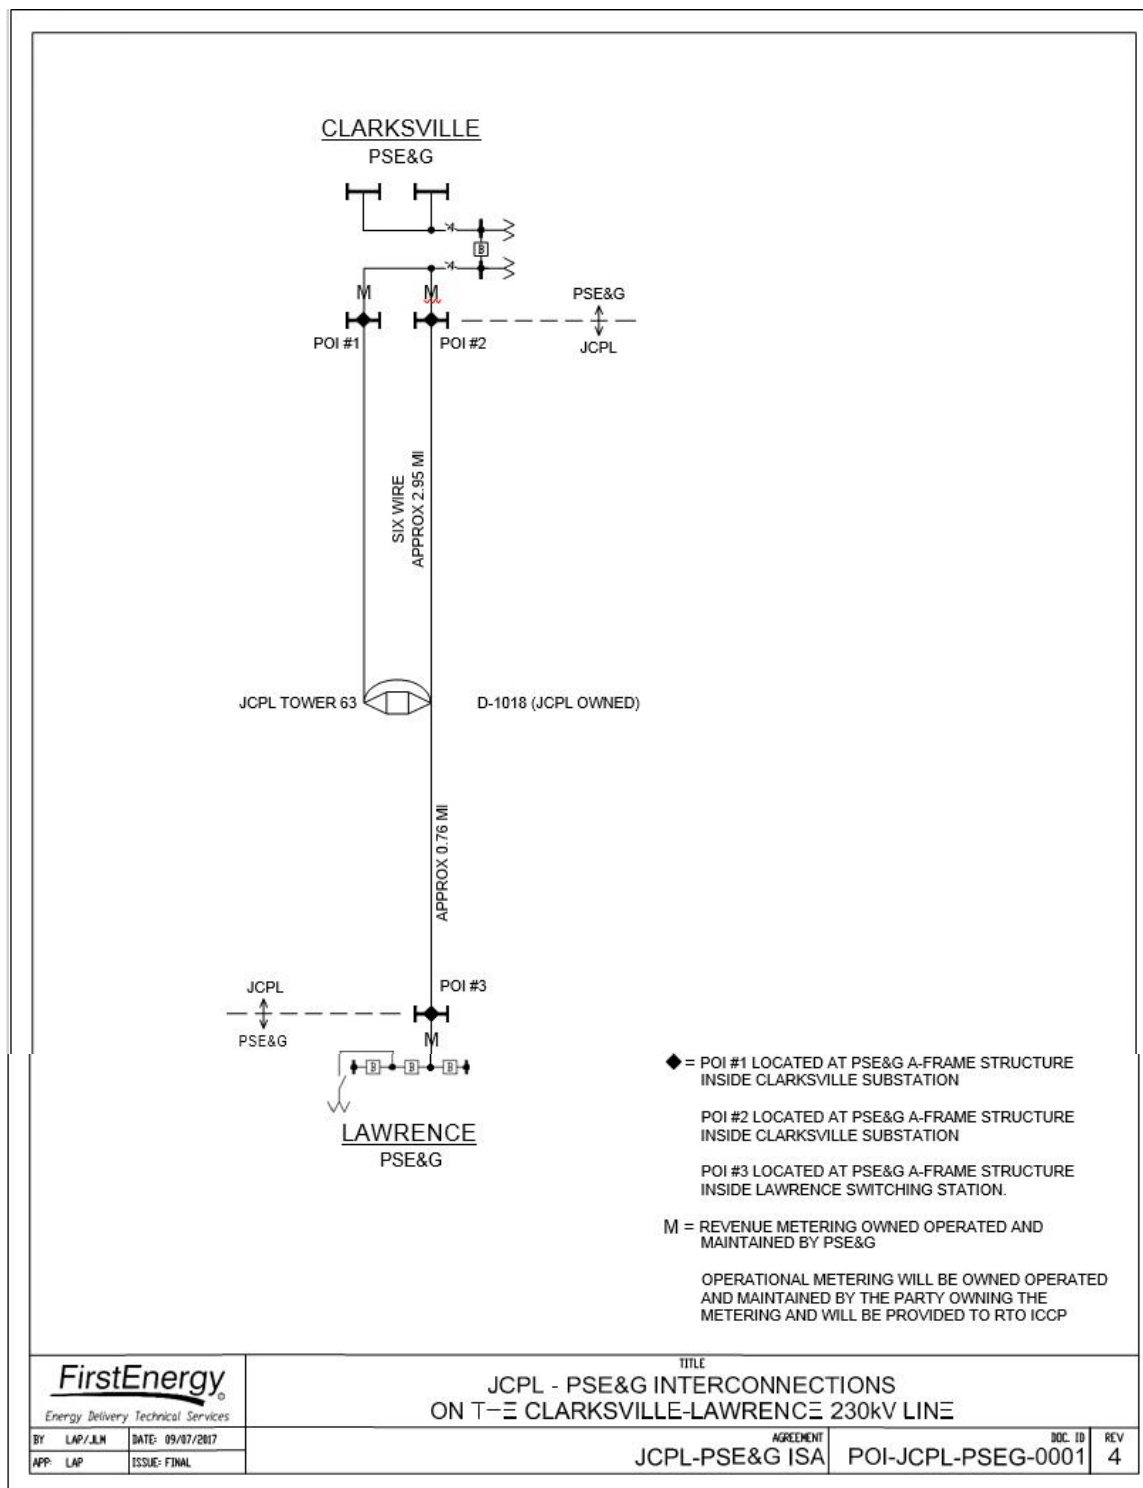 CLARKSVILLE
PSE&G
B
M
M
PSE&G
JCPL
POI #1
POI #2
SIX WIRE
APPROX 2.95 MI
JCPL TOWER 63
D-1018 (JCPL OWNED)
APPROX 0.76 MI
JCPL
POI #3
PSE&G
M
B
B
B
LAWRENCE
PSE&G
= POI #1 LOCATED AT PSE&G A-FRAME STRUCTURE
INSIDE CLARKSVILLE SUBSTATION
POI #2 LOCATED AT PSE&G A-FRAME STRUCTURE
INSIDE CLARKSVILLE SUBSTATION
POI #3 LOCATED AT PSE&G A-FRAME STRUCTURE
INSIDE LAWRENCE SWITCHING STATION.
M = REVENUE METERING OWNED OPERATED AND
MAINTAINED BY PSE&G
OPERATIONAL METERING WILL BE OWNED OPERATED
AND MAINTAINED BY THE PARTY OWNING THE
METERING AND WILL BE PROVIDED TO RTO ICCP
FirstEnergy
Energy Delivery Technical Services
BY LAP/JLM DATE: 09/07/2017
APP: LAP ISSUE: FINAL
TITLE
JCPL - PSE&G INTERCONNECTIONS
ON THE CLARKSVILLE-LAWRENCE 230kV LINE
AGREEMENT
JCPL-PSE&G ISA
DOC. ID
POI-JCPL-PSEG-0001
REV
4